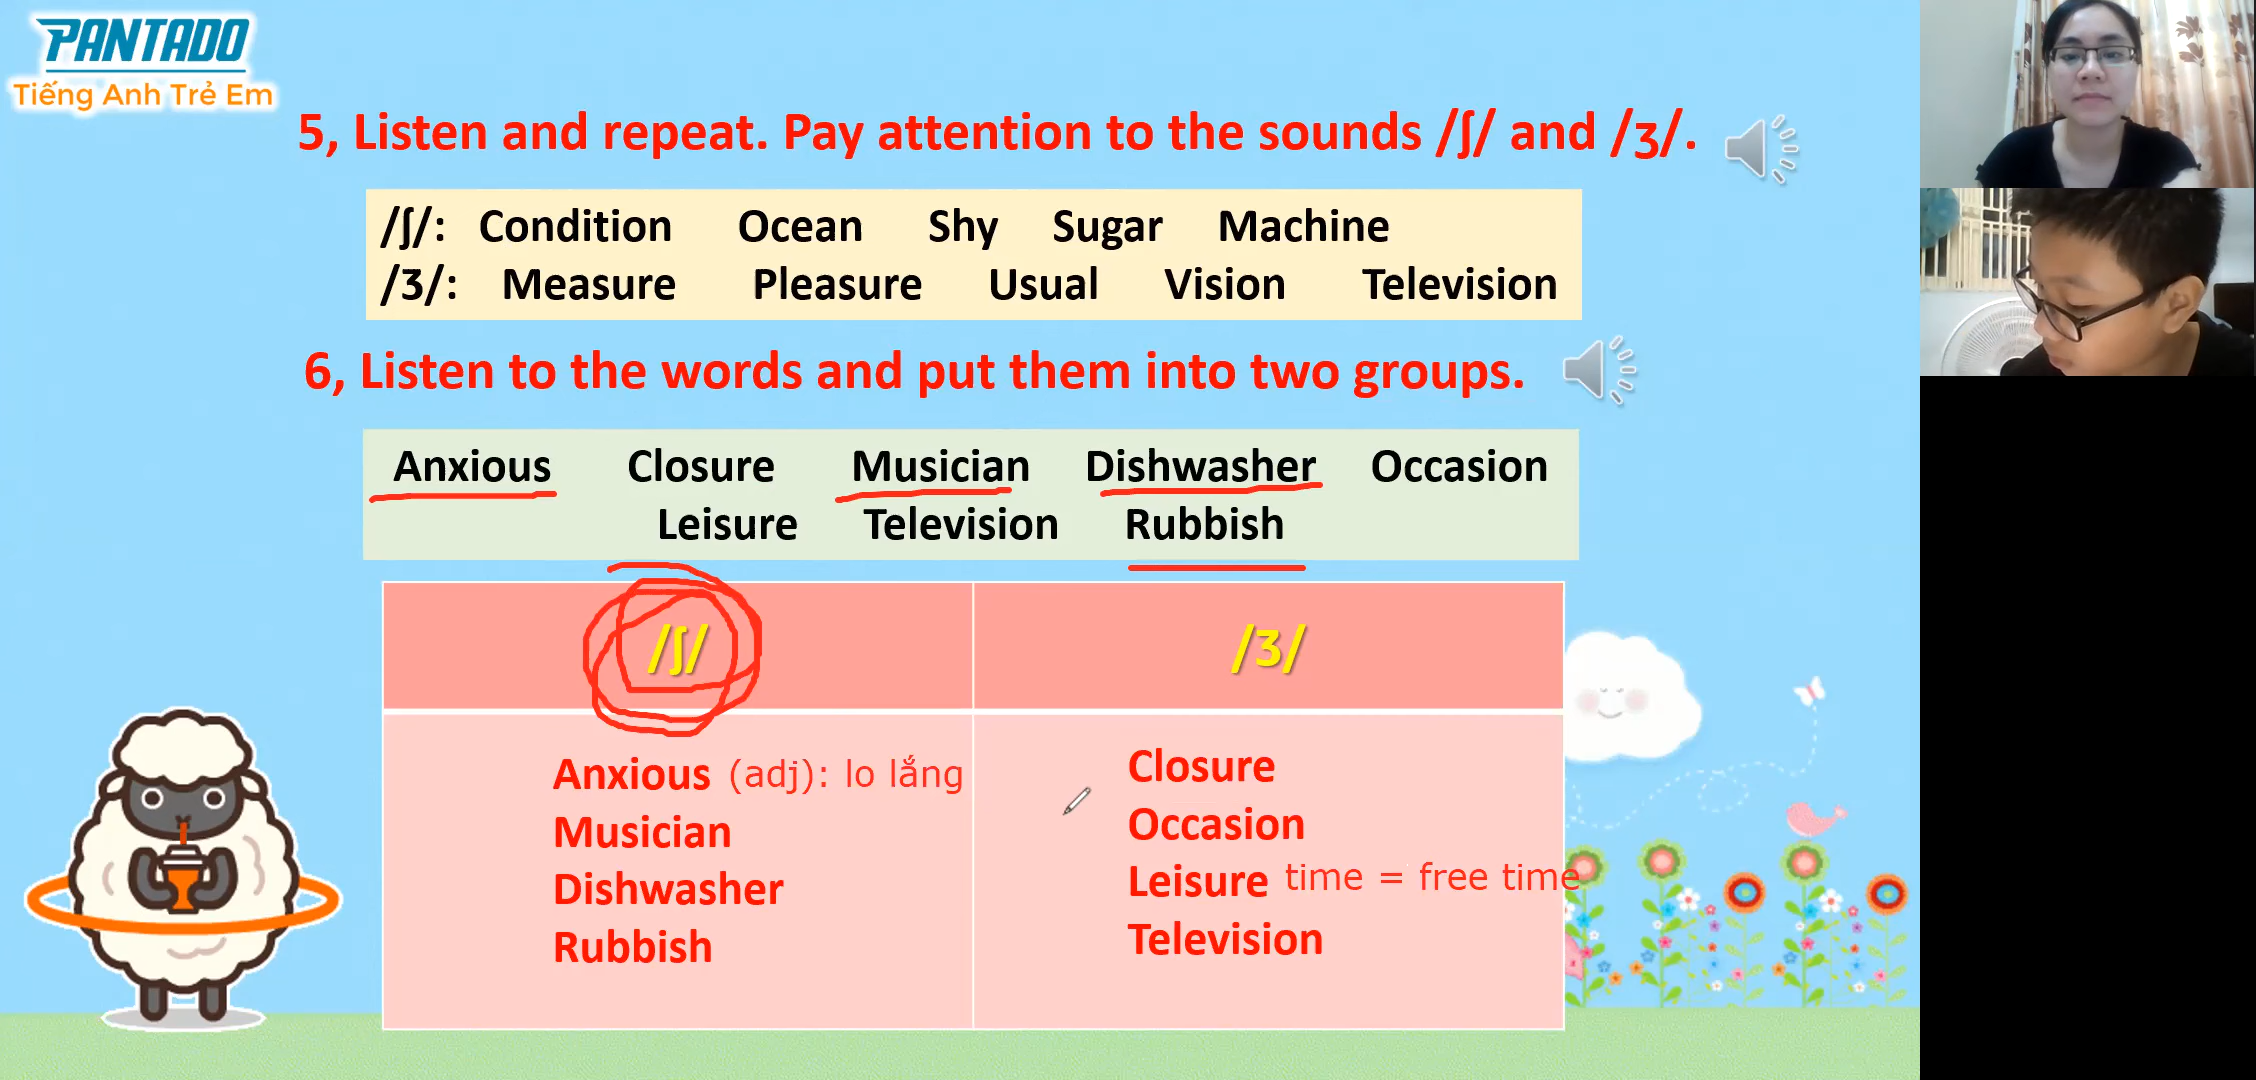 PANTADO
Tiếng Anh Trẻ Em
5, Listen and repeat. Pay attention to the sounds /ʃ/ and /ʒ/.
/ʃ/: Condition Ocean Shy Sugar Machine
/ʒ/: Measure Pleasure Usual Vision Television
6, Listen to the words and put them into two groups.
Anxious Closure Musician Dishwasher Occasion
Leisure Television Rubbish
/ʃ/ /ʒ/
Anxious (adj): lo lắng
Musician
Dishwasher
Rubbish
Closure
Occasion
Leisure time = free time
Television